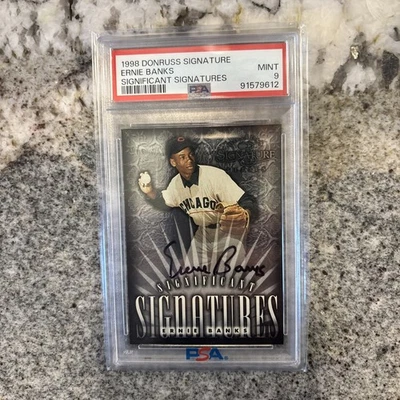 1998 DONRUSS SIGNATURE
ERNIE BANKS
SIGNIFICANT SIGNATURES
MINT
9
PSA
91579612
SIGNATURE
CHICAGO
Ernie Banks
SIGNIFICANT
SIGNATURES
ERNIE BANKS
PSA